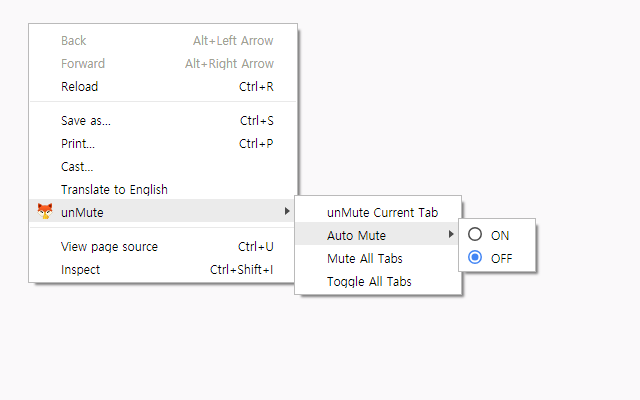 Back Alt+Left Arrow
Forward Alt+Right Arrow
Reload Ctrl+R
Save as... Ctrl+S
Print... Ctrl+P
Cast...
Translate to English
unMute
View page source Ctrl+U
Inspect Ctrl+Shift+I
unMute Current Tab
Auto Mute
Mute All Tabs
Toggle All Tabs
ON
OFF